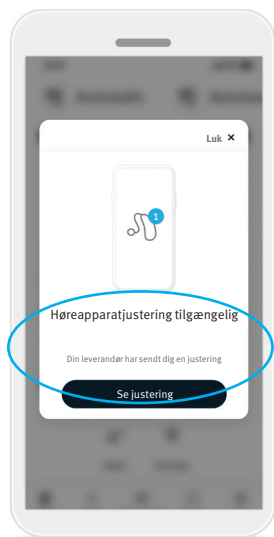 Luk ×
1
Høreapparatjustering tilgængelig
Din leverandør har sendt dig en justering
Se justering